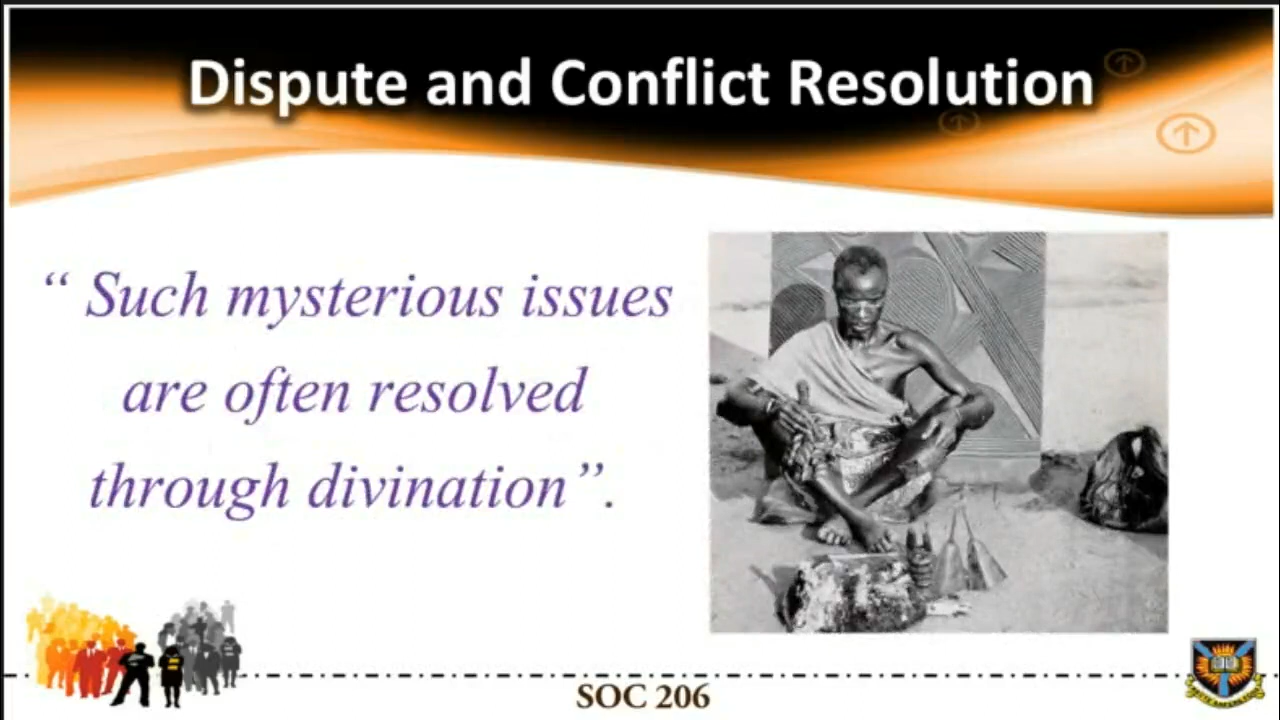 Dispute and Conflict Resolution
“ Such mysterious issues
are often resolved
through divination”.
SOC 206